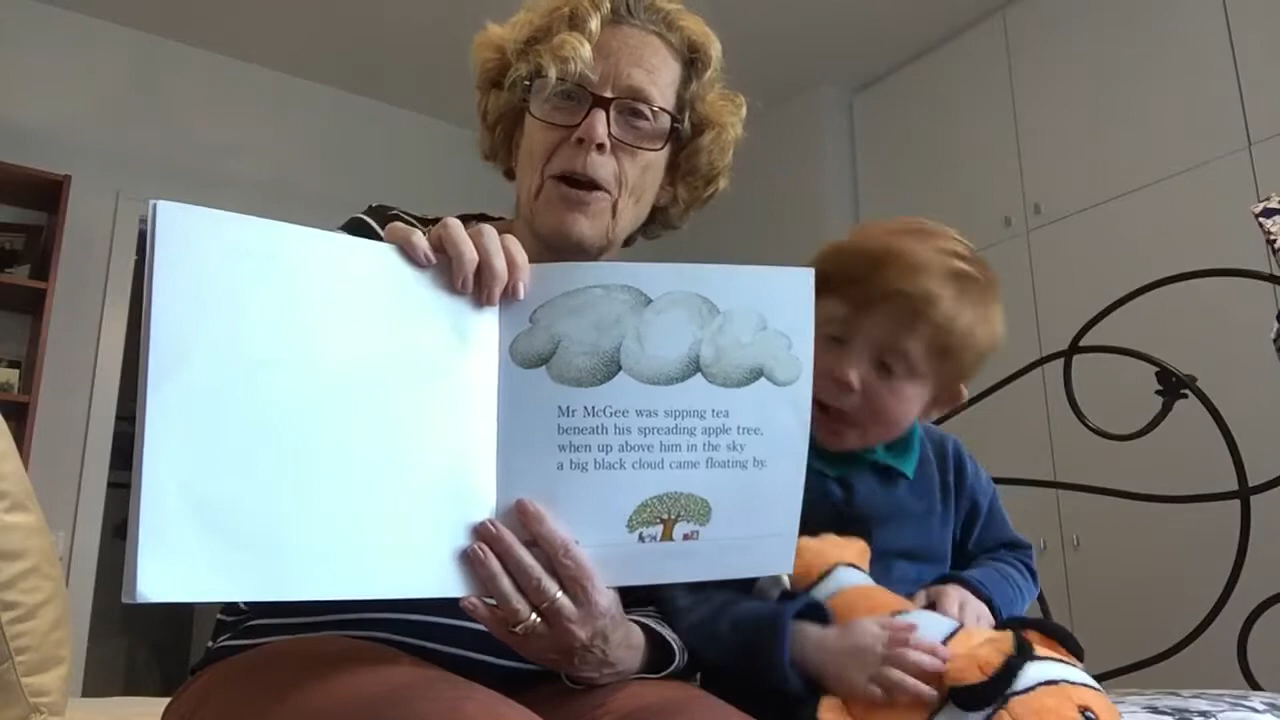 Mr McGee was sipping tea
beneath his spreading apple tree,
when up above him in the sky
a big black cloud came floating by.